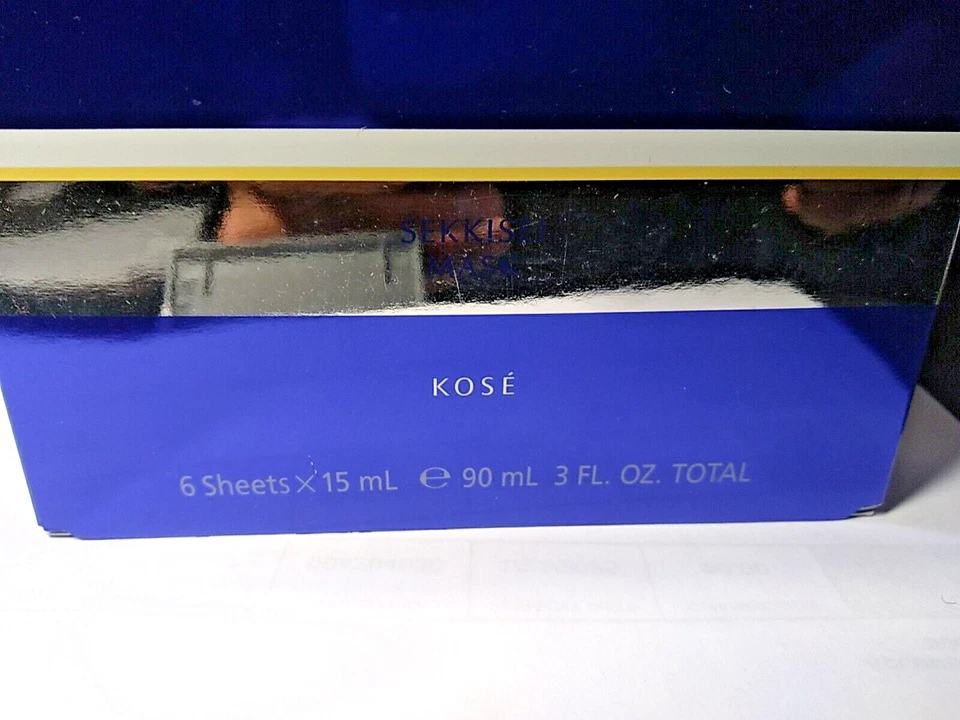 SEKKISEI
MASK
KOSÉ
6 Sheets×15 mL ℮ 90 mL 3 FL. OZ. TOTAL